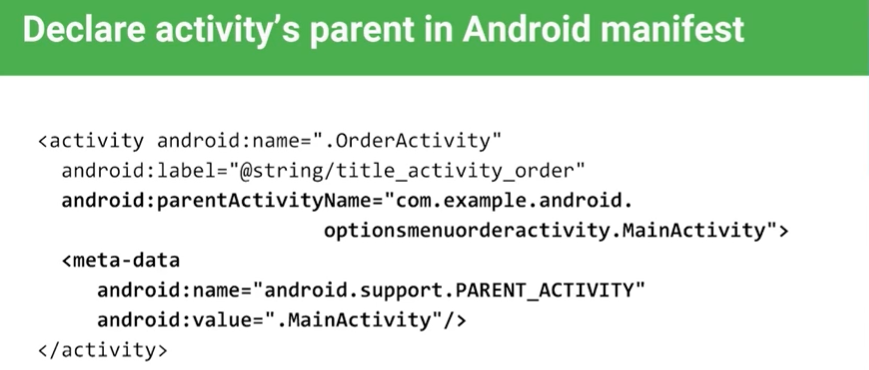 Declare activity's parent in Android manifest
<activity android:name=".OrderActivity"
android:label="@string/title_activity_order"
android:parentActivityName="com.example.android.
optionsmenuorderactivity.MainActivity">
<meta-data
android:name="android.support.PARENT_ACTIVITY"
android:value=".MainActivity"/>
</activity>